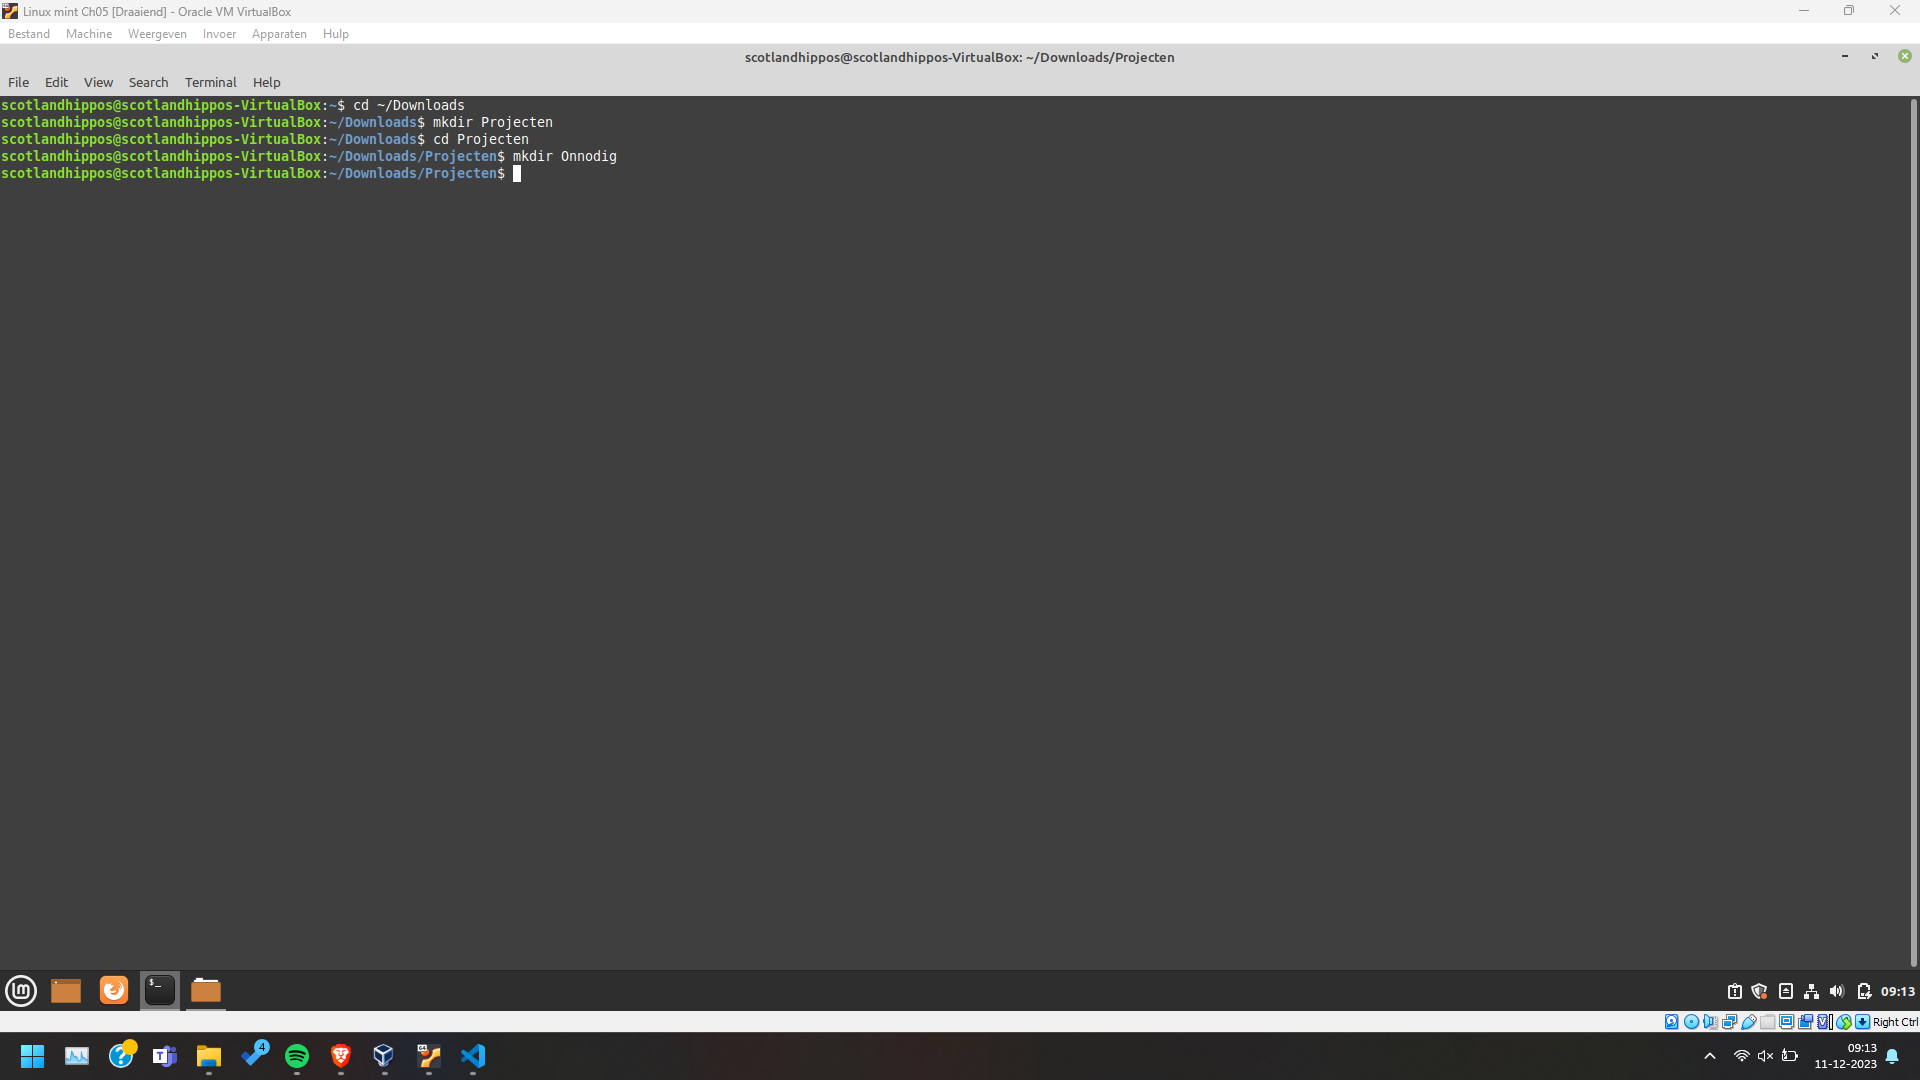 Linux mint Ch05 [Draaiend] - Oracle VM VirtualBox
Bestand Machine Weergeven Invoer Apparaten Hulp
scotlandhippos@scotlandhippos-VirtualBox: ~/Downloads/Projecten
File Edit View Search Terminal Help
scotlandhippos@scotlandhippos-VirtualBox:~$ cd ~/Downloads
scotlandhippos@scotlandhippos-VirtualBox:~/Downloads$ mkdir Projecten
scotlandhippos@scotlandhippos-VirtualBox:~/Downloads$ cd Projecten
scotlandhippos@scotlandhippos-VirtualBox:~/Downloads/Projecten$ mkdir Onnodig
scotlandhippos@scotlandhippos-VirtualBox:~/Downloads/Projecten$
09:13
Right Ctrl
4
09:13
11-12-2023